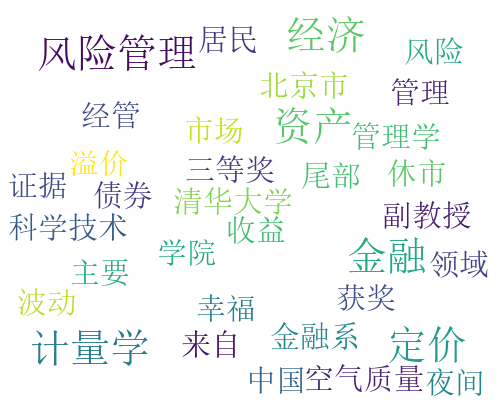 经济
居民
风险管理
风险
北京市
管理
经管
资产
市场
管理学
溢价
三等奖
尾部
休市
证据
债券
清华大学
副教授
科学技术
收益
学院
金融
领域
主要
波动
幸福
获奖
计量学
来自
金融系
定价
中国
空气质量
夜间